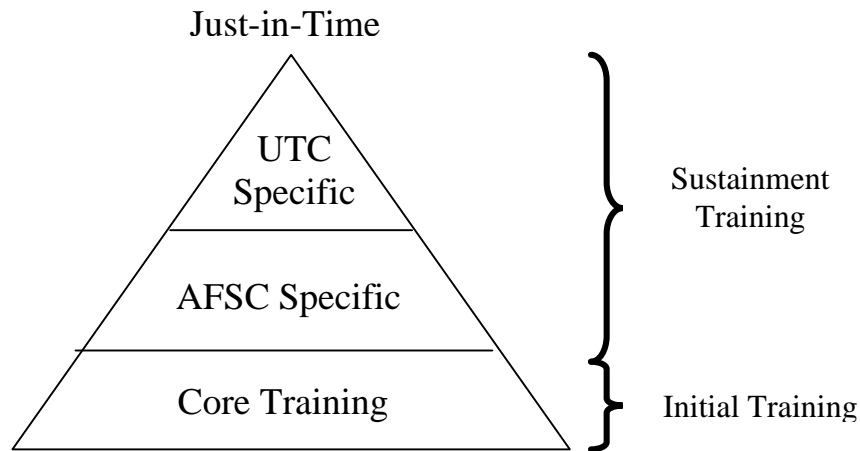 Just-in-Time
UTC
Specific
AFSC Specific
Core Training
Sustainment
Training
Initial Training